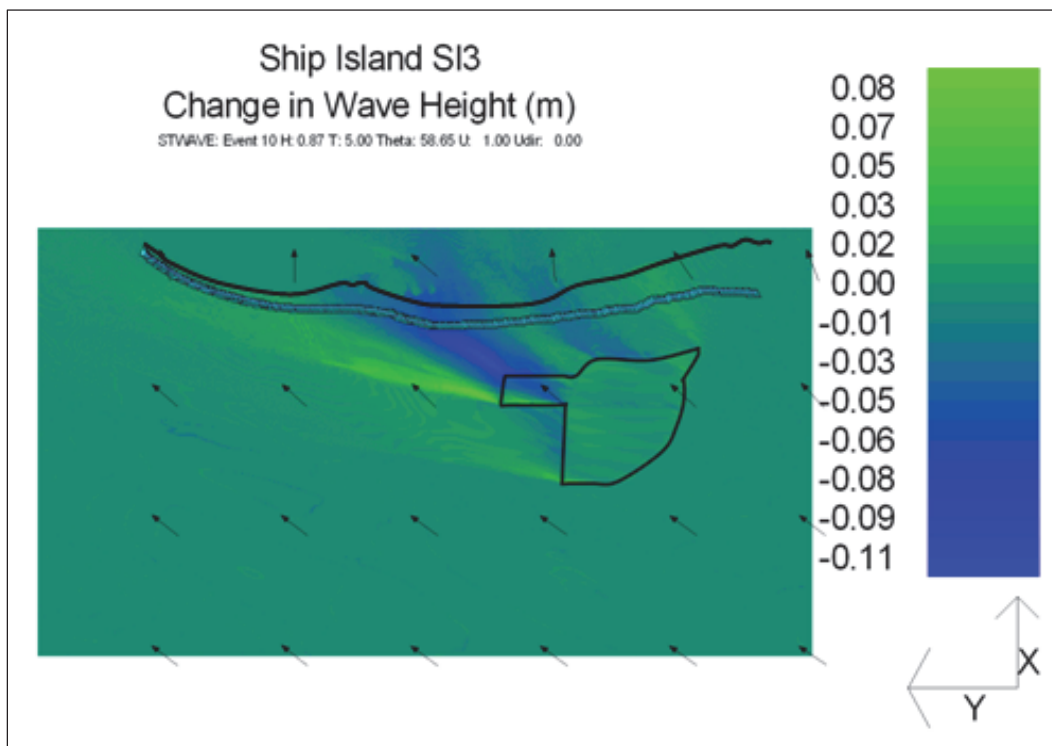 Ship Island SI3
Change in Wave Height (m)
STWAVE: Event 10 H: 0.87 T: 5.00 Theta: 58.65 U: 1.00 Udir: 0.00
0.08
0.07
0.05
0.03
0.02
0.00
-0.01
-0.03
-0.05
-0.06
-0.08
-0.09
-0.11
X
Y